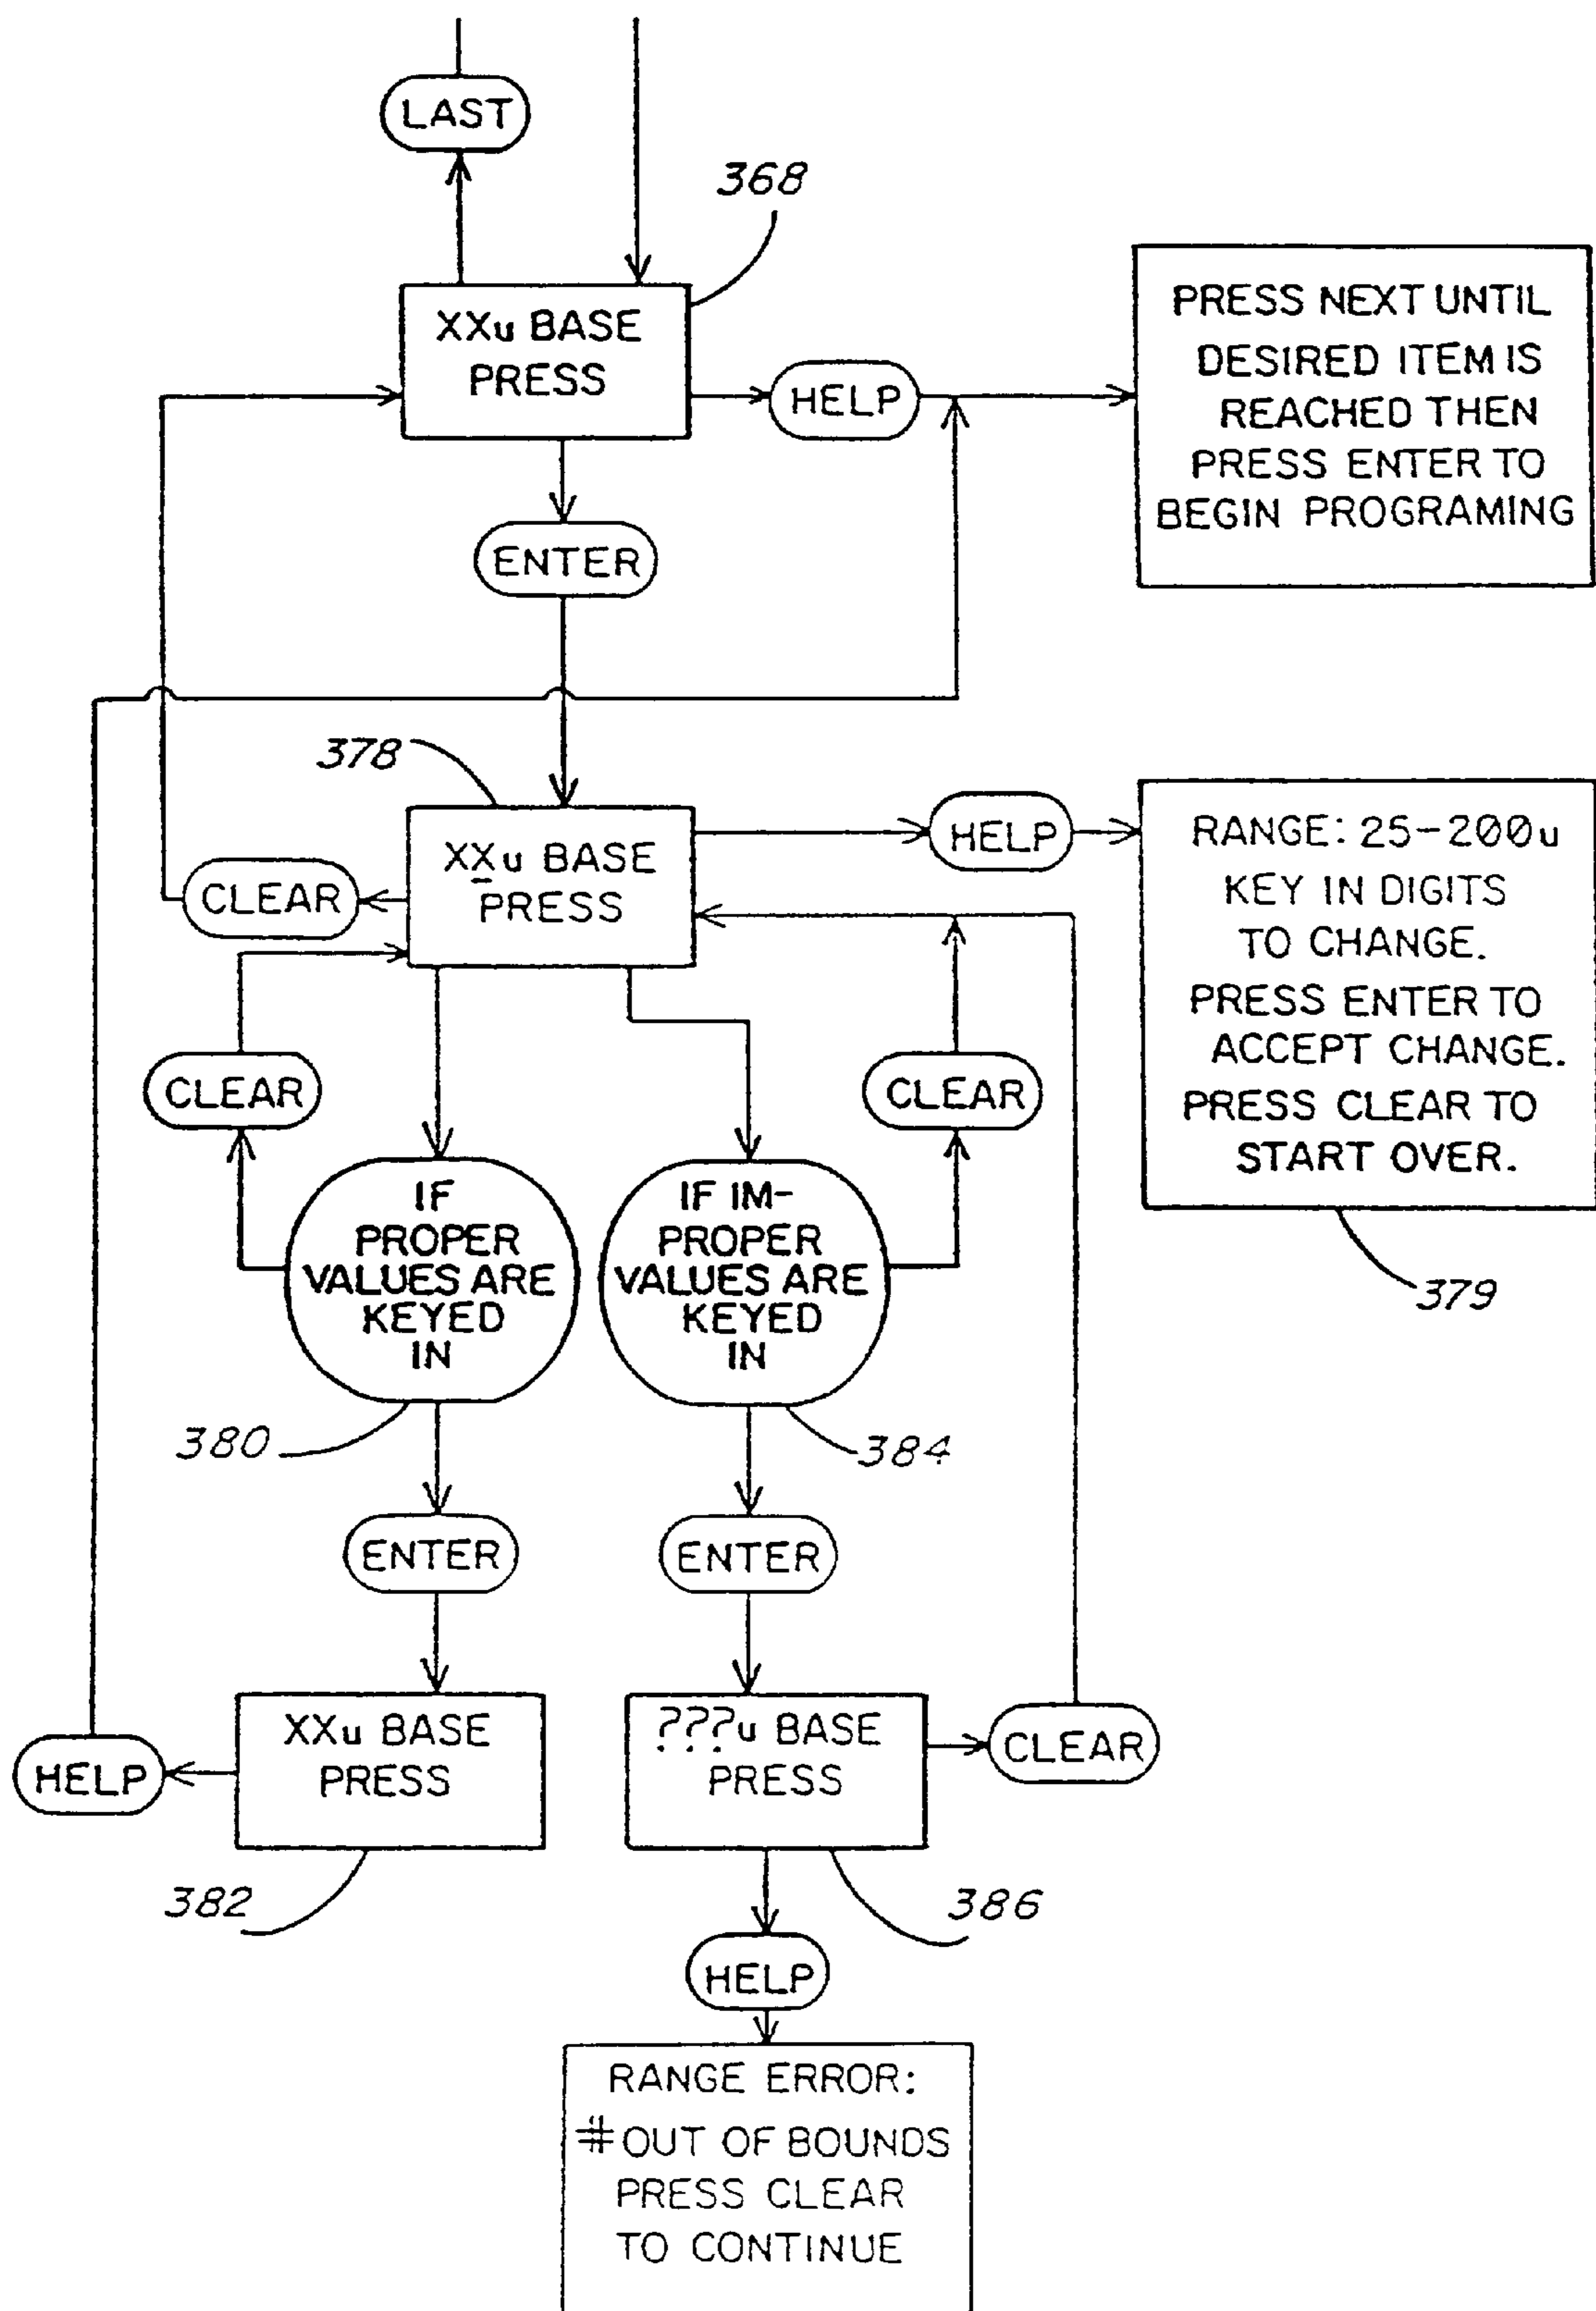 LAST
368
XXu BASE
PRESS
HELP
PRESS NEXT UNTIL
DESIRED ITEM IS
REACHED THEN
PRESS ENTER TO
BEGIN PROGRAMING
ENTER
378
XXu BASE
PRESS
CLEAR
HELP
RANGE: 25-200u
KEY IN DIGITS
TO CHANGE.
PRESS ENTER TO
ACCEPT CHANGE.
PRESS CLEAR TO
START OVER.
379
CLEAR
CLEAR
IF
PROPER
VALUES ARE
KEYED
IN
380
IF IM-
PROPER
VALUES ARE
KEYED
IN
384
ENTER
ENTER
XXu BASE
PRESS
HELP
382
???u BASE
PRESS
CLEAR
386
HELP
RANGE ERROR:
#OUT OF BOUNDS
PRESS CLEAR
TO CONTINUE